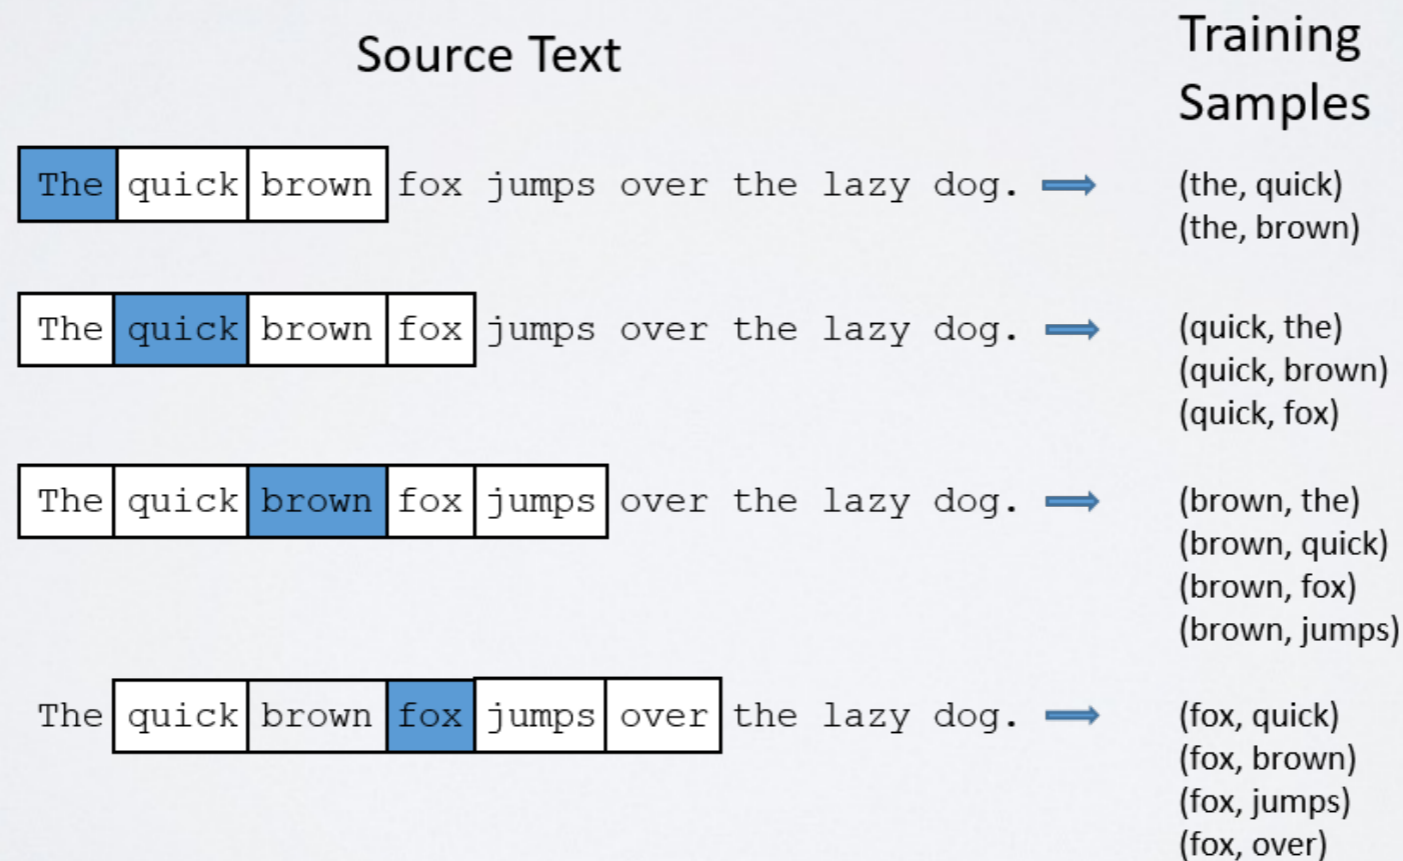 Source Text
Training
Samples
The quick brown fox jumps over the lazy dog.
(the, quick)
(the, brown)
The quick brown fox jumps over the lazy dog.
(quick, the)
(quick, brown)
(quick, fox)
The quick brown fox jumps over the lazy dog.
(brown, the)
(brown, quick)
(brown, fox)
(brown, jumps)
The quick brown fox jumps over the lazy dog.
(fox, quick)
(fox, brown)
(fox, jumps)
(fox, over)